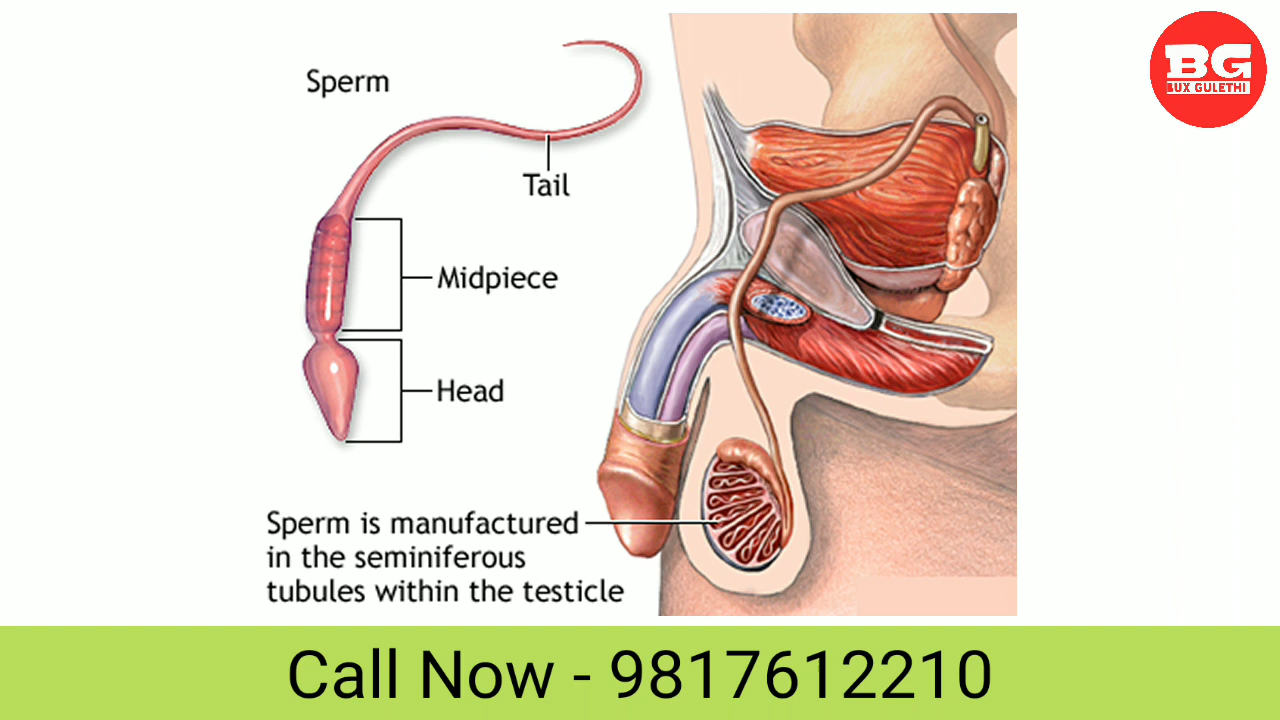 BG
BUX GULETHI
Sperm
Tail
Midpiece
Head
Sperm is manufactured
in the seminiferous
tubules within the testicle
Call Now - 9817612210